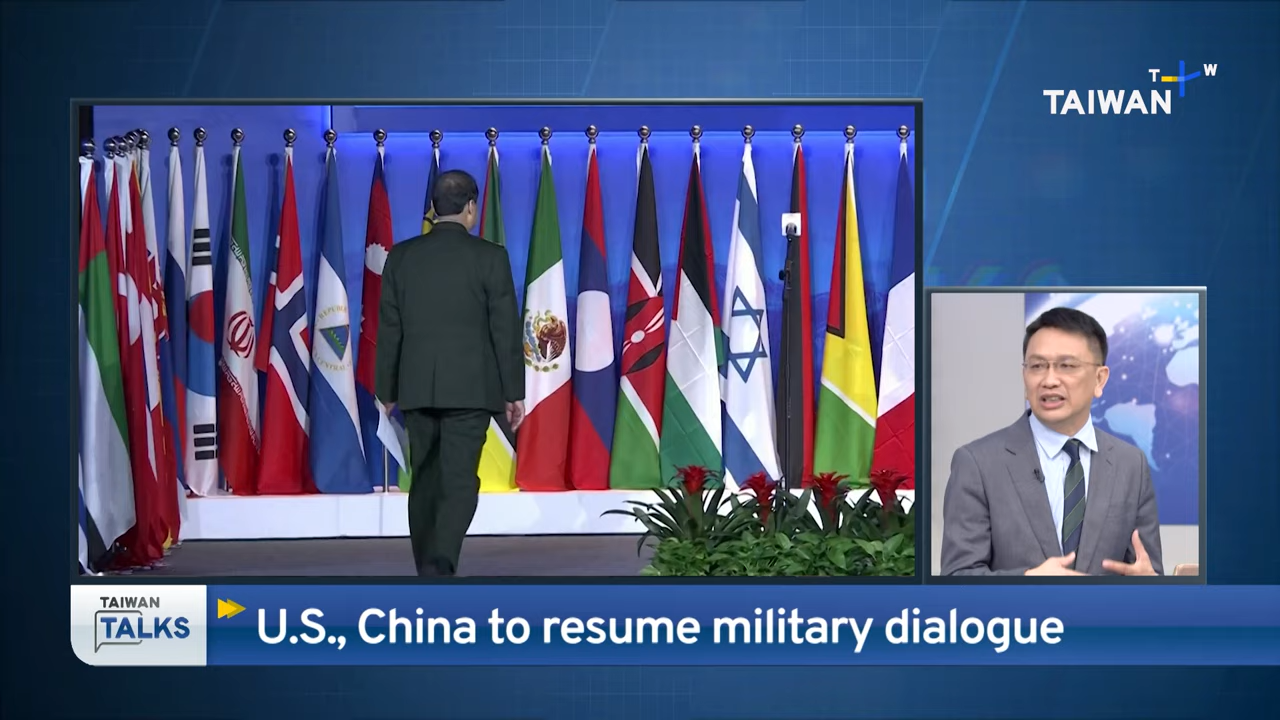 T W
TAIWAN
TAIWAN
TALKS
U.S., China to resume military dialogue